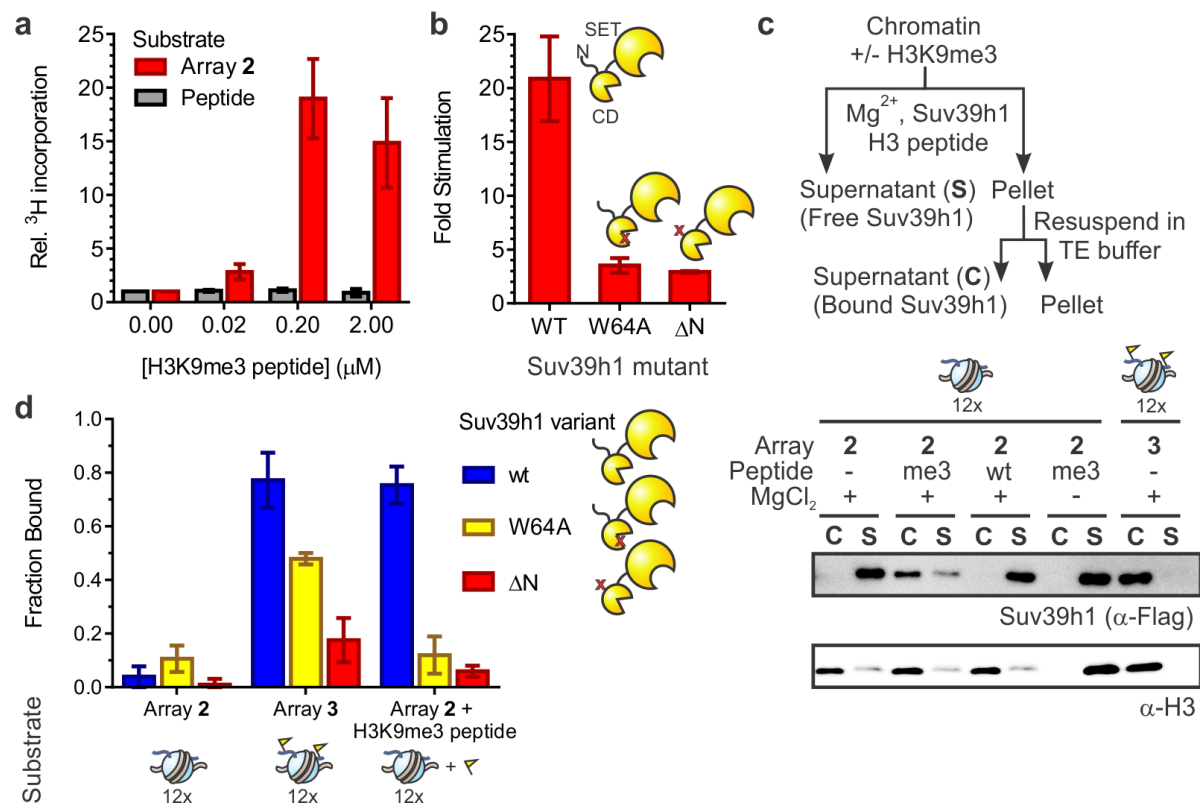 a
Substrate
Array 2
Peptide
Rel. ³H incorporation
25
20
15
10
5
0
0.00 0.02 0.20 2.00
[H3K9me3 peptide] (μM)
b
Fold Stimulation
25
20
15
10
5
0
SET
N
CD
x
x
WT W64A ΔN
Suv39h1 mutant
c
Chromatin
+/- H3K9me3
Mg²⁺, Suv39h1
H3 peptide
Supernatant (S) Pellet
(Free Suv39h1)
Resuspend in
TE buffer
Supernatant (C)
(Bound Suv39h1) Pellet
12x 12x
Array 2 2 2 2 3
Peptide - me3 wt me3 -
MgCl₂ + + + - +
C S C S C S C S C S
Suv39h1 (α-Flag)
α-H3
d
Fraction Bound
1.0
0.8
0.6
0.4
0.2
0.0
Suv39h1 variant
wt
W64A
x
ΔN
x
Array 2 Array 3 Array 2 +
H3K9me3 peptide
Substrate
+
12x 12x 12x